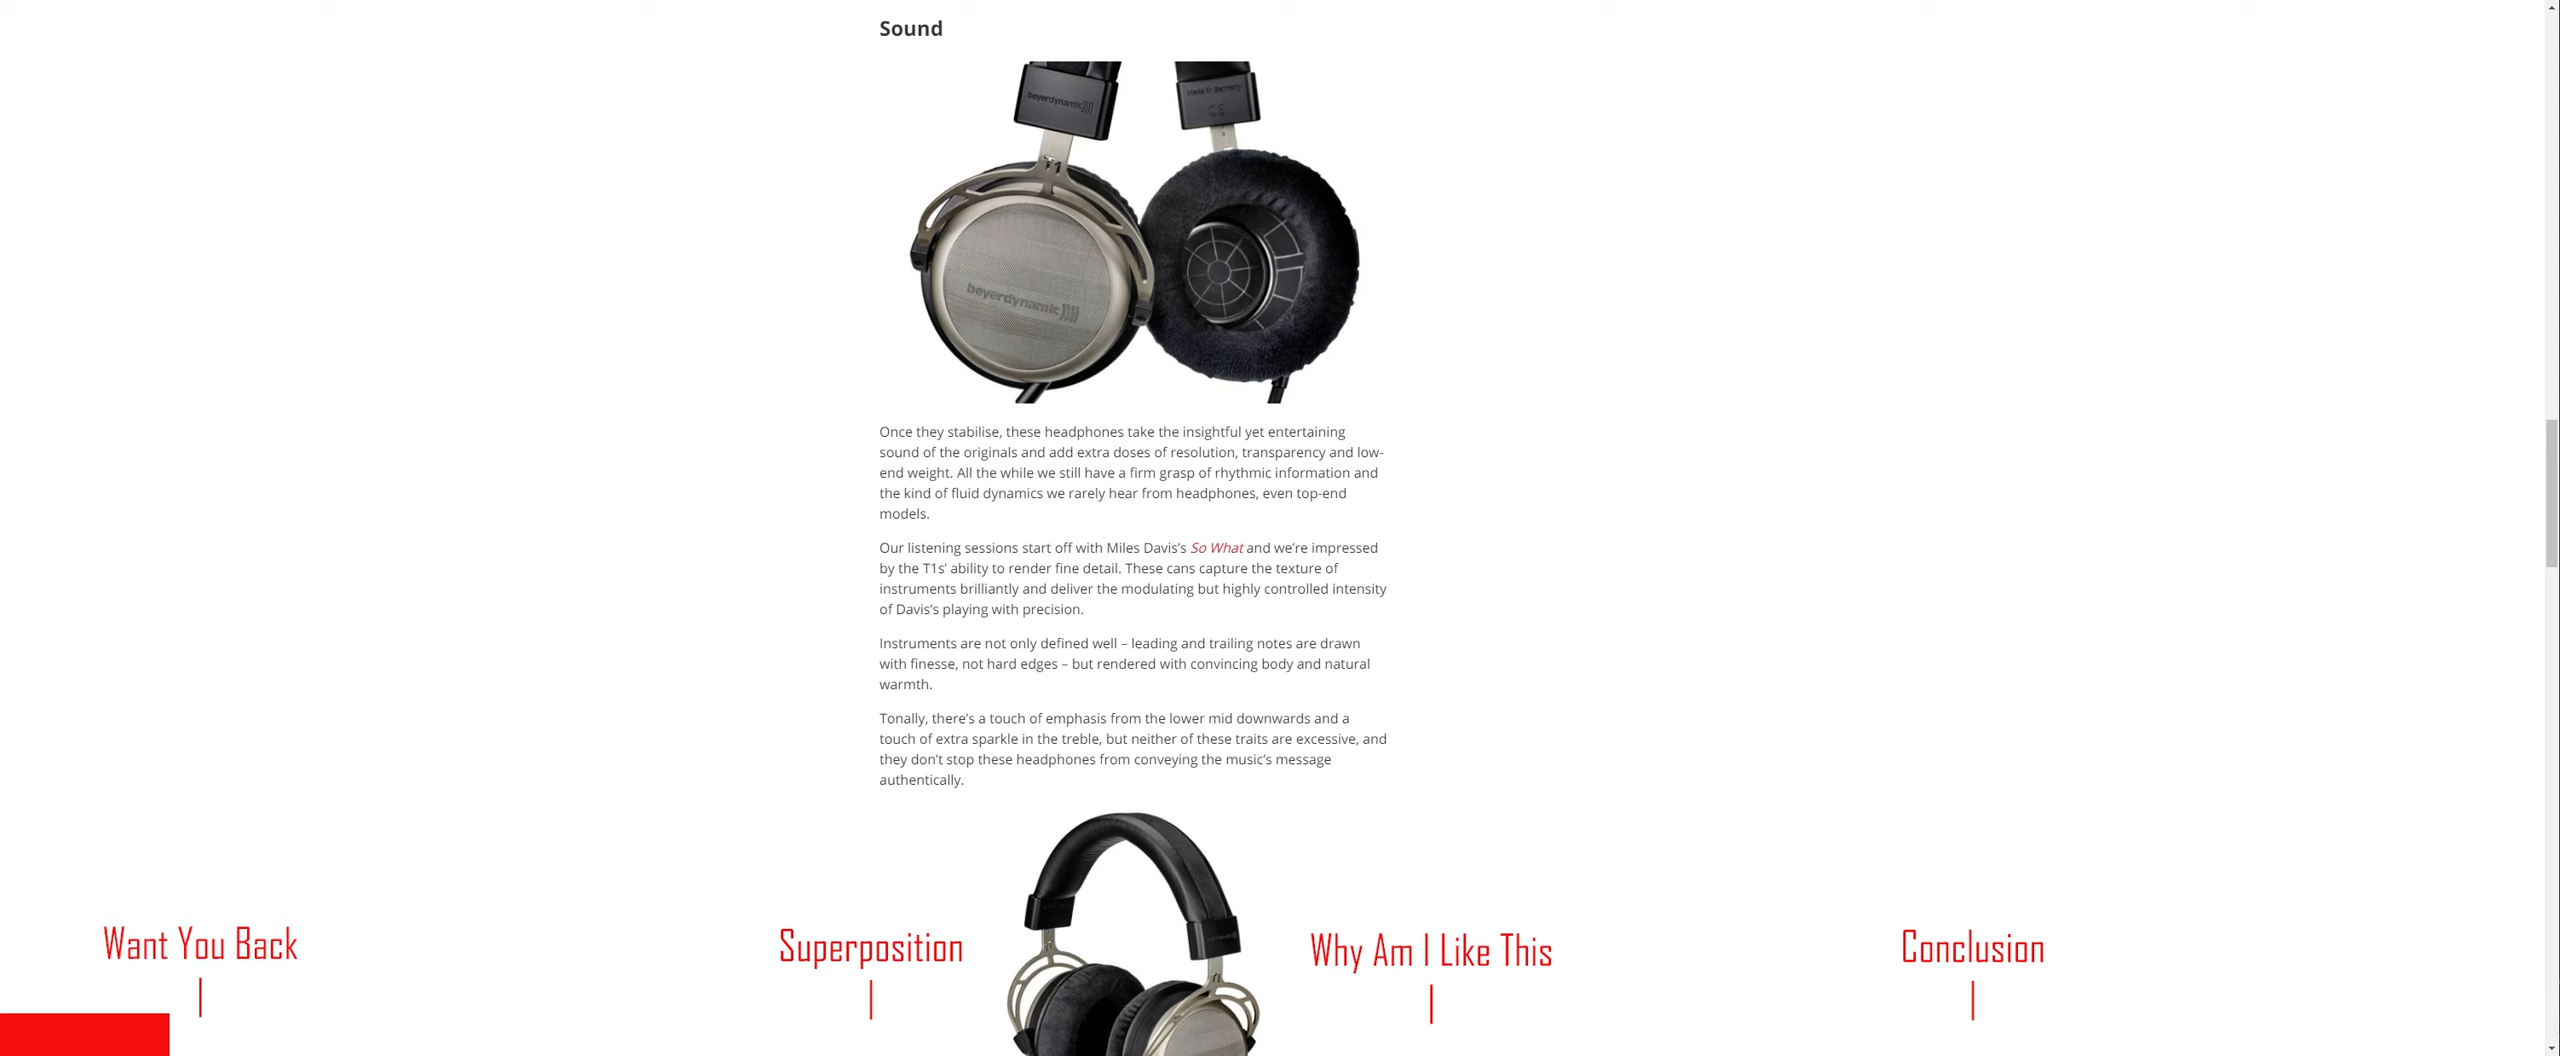 Sound
beyerdynamic
Made in Germany
CE
T1
beyerdynamic
Once they stabilise, these headphones take the insightful yet entertaining
sound of the originals and add extra doses of resolution, transparency and low-
end weight. All the while we still have a firm grasp of rhythmic information and
the kind of fluid dynamics we rarely hear from headphones, even top-end
models.
Our listening sessions start off with Miles Davis’s So What and we’re impressed
by the T1s’ ability to render fine detail. These cans capture the texture of
instruments brilliantly and deliver the modulating but highly controlled intensity
of Davis’s playing with precision.
Instruments are not only defined well – leading and trailing notes are drawn
with finesse, not hard edges – but rendered with convincing body and natural
warmth.
Tonally, there’s a touch of emphasis from the lower mid downwards and a
touch of extra sparkle in the treble, but neither of these traits are excessive, and
they don’t stop these headphones from conveying the music’s message
authentically.
Want You Back
Superposition
Why Am I Like This
Conclusion